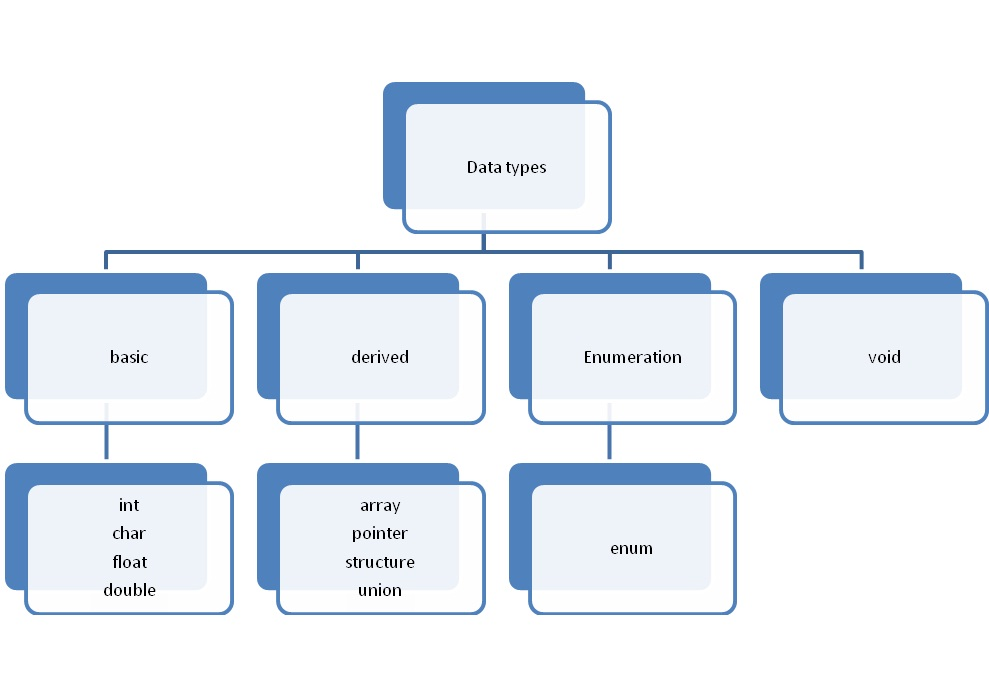 Data types
basic
derived
Enumeration
void
int
char
float
double
array
pointer
structure
union
enum